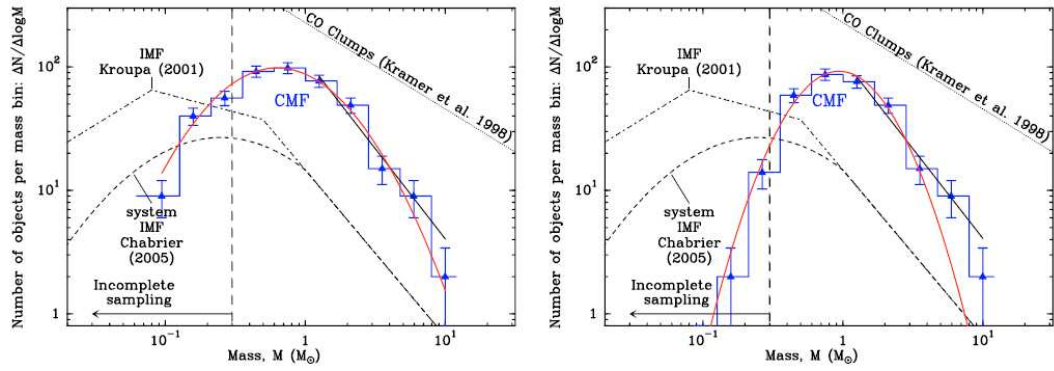 Number of objects per mass bin: ΔN/ΔlogM
10²
10
1
IMF
Kroupa (2001)
CO Clumps (Kramer et al. 1998)
CMF
system
IMF
Chabrier
(2005)
Incomplete
sampling
10⁻¹
1
10
Mass, M (M⊙)
Number of objects per mass bin: ΔN/ΔlogM
10²
10
1
IMF
Kroupa (2001)
CO Clumps (Kramer et al. 1998)
CMF
system
IMF
Chabrier
(2005)
Incomplete
sampling
10⁻¹
1
10
Mass, M (M⊙)